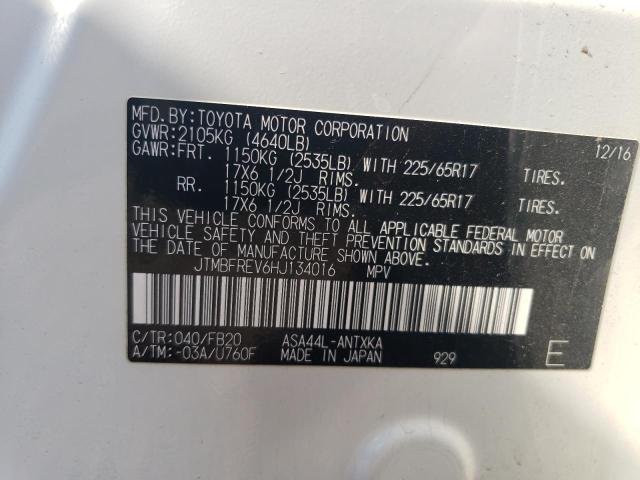 MFD.BY:TOYOTA MOTOR CORPORATION 12/16
GVWR:2105KG (4640LB)
GAWR:FRT. 1150KG (2535LB) WITH 225/65R17 TIRES.
17X6 1/2J RIMS.
RR. 1150KG (2535LB) WITH 225/65R17 TIRES.
17X6 1/2J RIMS.
THIS VEHICLE CONFORMS TO ALL APPLICABLE FEDERAL MOTOR
VEHICLE SAFETY AND THEFT PREVENTION STANDARDS IN EFFECT ON
THE DATE OF MANUFACTURE SHOWN ABOVE.
JTMBFREV6HJ134016 MPV
C/TR:040/FB20 ASA44L-ANTXKA
A/TM:-03A/U760F MADE IN JAPAN 929 E